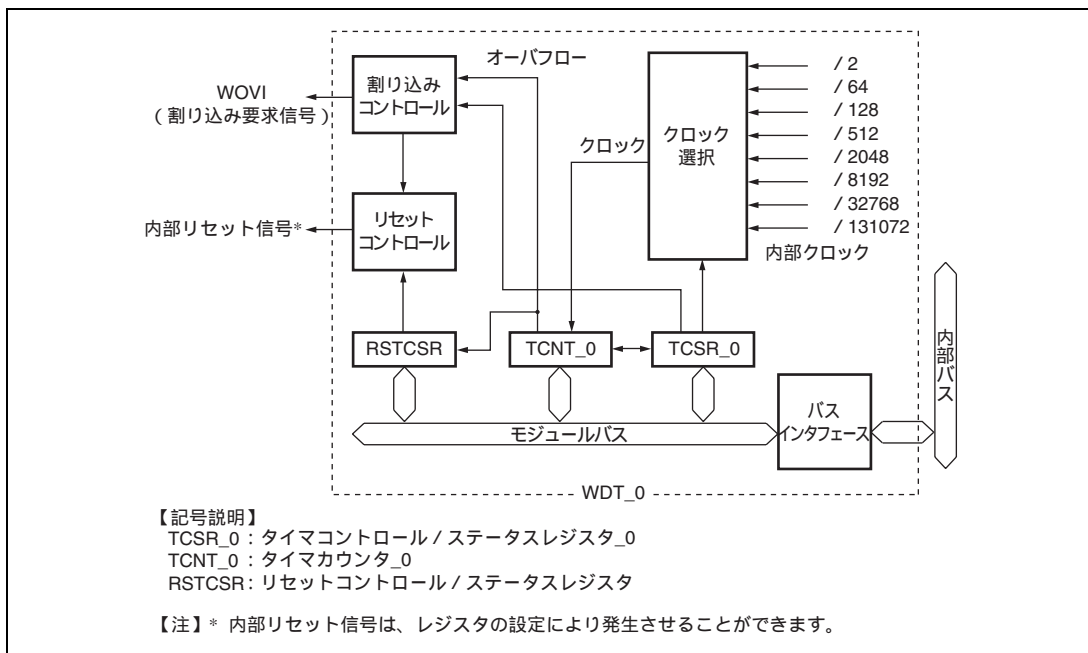 オーバフロー
割り込み
コントロール
WOVI
（割り込み要求信号）
リセット
コントロール
内部リセット信号*
クロック
クロック
選択
/ 2
/ 64
/ 128
/ 512
/ 2048
/ 8192
/ 32768
/ 131072
内部クロック
RSTCSR
TCNT_0
TCSR_0
モジュールバス
バス
インタフェース
内部バス
WDT_0
【記号説明】
TCSR_0 : タイマコントロール / ステータスレジスタ_0
TCNT_0 : タイマカウンタ_0
RSTCSR : リセットコントロール / ステータスレジスタ
【注】* 内部リセット信号は、レジスタの設定により発生させることができます。